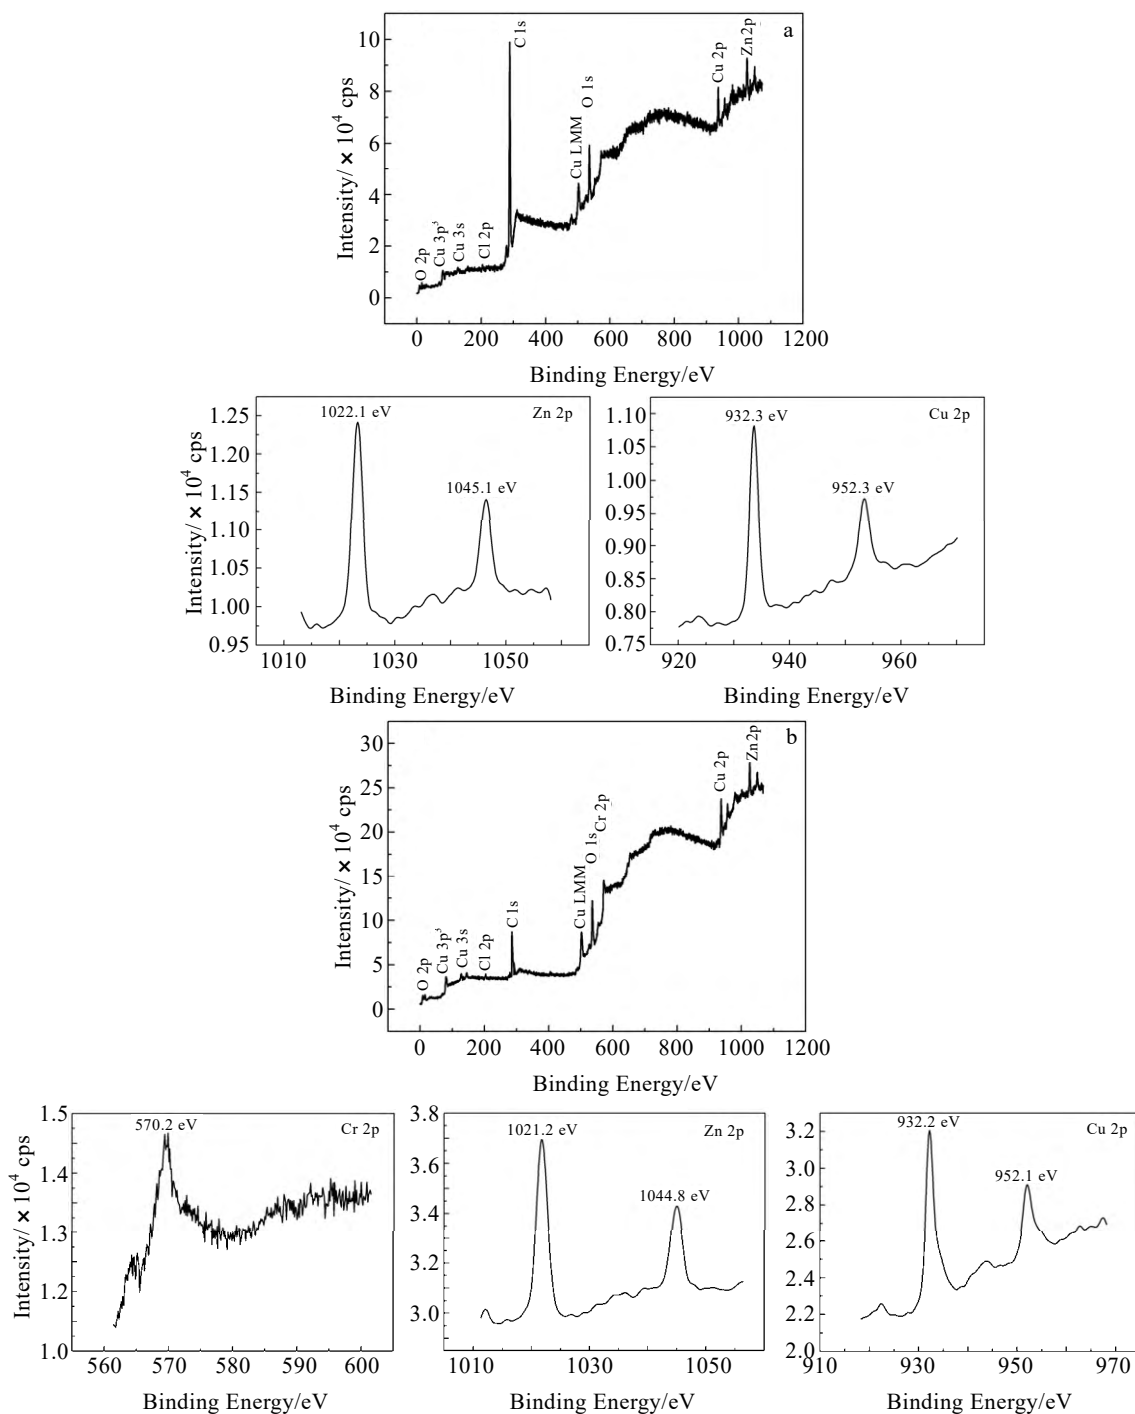 a
C 1s
Zn2p
Cu 2p
O 1s
Cu LMM
O 2p
Cu 3p³
Cu 3s
Cl 2p
10
8
6
4
2
0
Intensity/ × 10⁴ cps
0 200 400 600 800 1000 1200
Binding Energy/eV
1022.1 eV
Zn 2p
1045.1 eV
1.25
1.20
1.15
1.10
1.05
1.00
0.95
Intensity/ × 10⁴ cps
1010 1030 1050
Binding Energy/eV
932.3 eV
Cu 2p
952.3 eV
1.10
1.05
1.00
0.95
0.90
0.85
0.80
0.75
920 940 960
Binding Energy/eV
b
Zn2p
Cu 2p
Cr 2p
O 1s
Cu LMM
C 1s
O 2p
Cu 3p³
Cu 3s
Cl 2p
30
25
20
15
10
5
0
Intensity/ × 10⁴ cps
0 200 400 600 800 1000 1200
Binding Energy/eV
570.2 eV
Cr 2p
1.5
1.4
1.3
1.2
1.0
Intensity/ × 10⁴ cps
560 570 580 590 600
Binding Energy/eV
1021.2 eV
Zn 2p
1044.8 eV
3.8
3.6
3.4
3.2
3.0
1010 1030 1050
Binding Energy/eV
932.2 eV
Cu 2p
952.1 eV
3.2
3.0
2.8
2.6
2.4
2.2
2.0
910 930 950 970
Binding Energy/eV